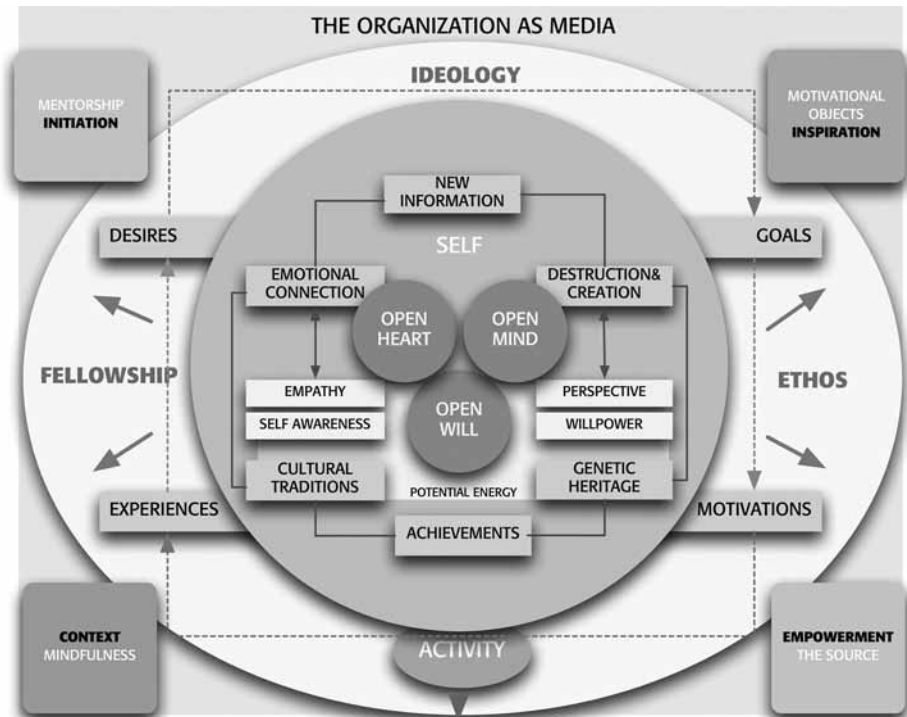 THE ORGANIZATION AS MEDIA
IDEOLOGY
MENTORSHIP
INITIATION
MOTIVATIONAL
OBJECTS
INSPIRATION
NEW
INFORMATION
DESIRES
SELF
GOALS
EMOTIONAL
CONNECTION
DESTRUCTION&
CREATION
OPEN
HEART
OPEN
MIND
FELLOWSHIP
ETHOS
EMPATHY
PERSPECTIVE
OPEN
WILL
SELF AWARENESS
WILLPOWER
CULTURAL
TRADITIONS
GENETIC
HERITAGE
POTENTIAL ENERGY
EXPERIENCES
ACHIEVEMENTS
MOTIVATIONS
CONTEXT
MINDFULNESS
ACTIVITY
EMPOWERMENT
THE SOURCE